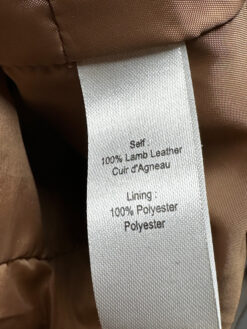 Self :
100% Lamb Leather
Cuir d'Agneau
Lining :
100% Polyester
Polyester